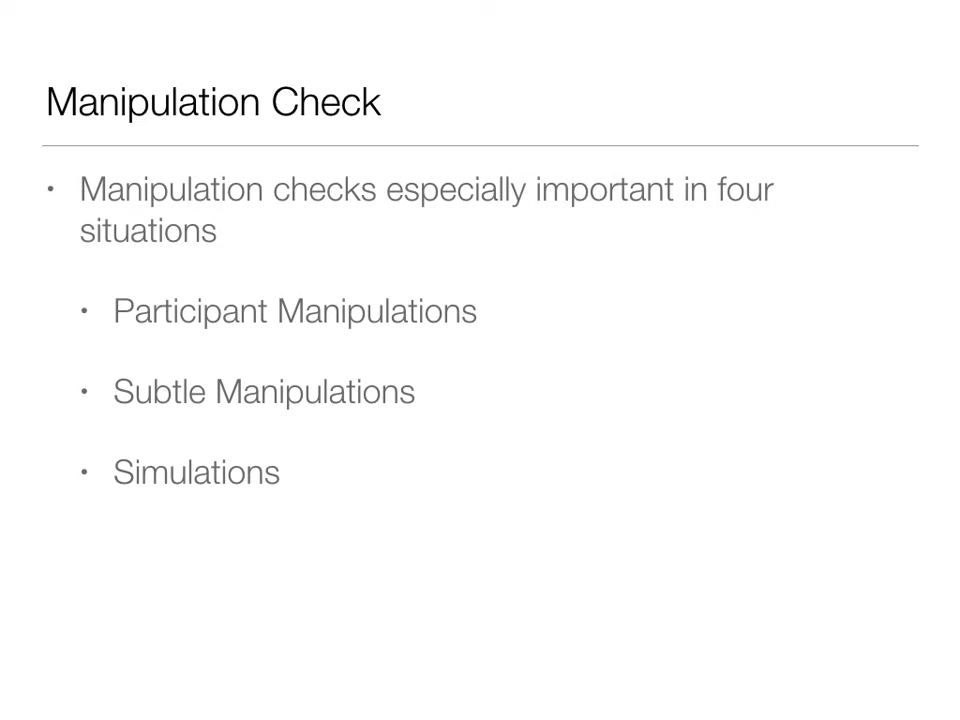 Manipulation Check
• Manipulation checks especially important in four
situations
• Participant Manipulations
• Subtle Manipulations
• Simulations